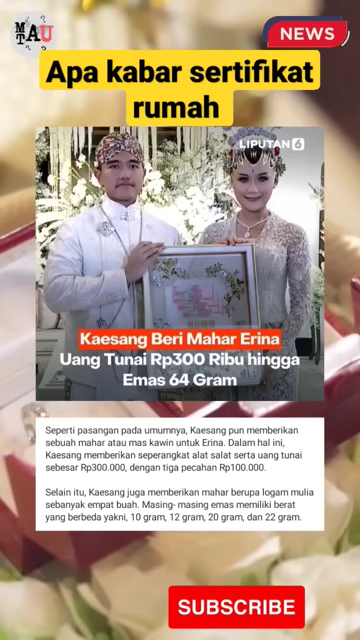 MAU
T
NEWS
Apa kabar sertifikat
rumah
LIPUTAN6
Kaesang Beri Mahar Erina
Uang Tunai Rp300 Ribu hingga
Emas 64 Gram
Seperti pasangan pada umumnya, Kaesang pun memberikan
sebuah mahar atau mas kawin untuk Erina. Dalam hal ini,
Kaesang memberikan seperangkat alat salat serta uang tunai
sebesar Rp300.000, dengan tiga pecahan Rp100.000.
Selain itu, Kaesang juga memberikan mahar berupa logam mulia
sebanyak empat buah. Masing- masing emas memiliki berat
yang berbeda yakni, 10 gram, 12 gram, 20 gram, dan 22 gram.
SUBSCRIBE